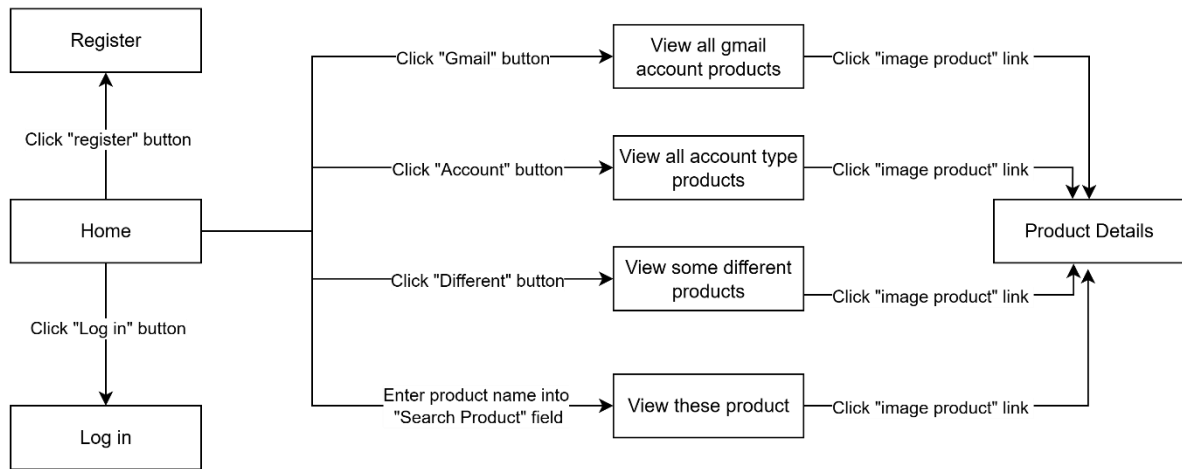 Register
Click "Gmail" button
View all gmail
account products
Click "image product" link
Click "register" button
Click "Account" button
View all account type
products
Click "image product" link
Home
Product Details
Click "Different" button
View some different
products
Click "image product" link
Click "Log in" button
Enter product name into
"Search Product" field
View these product
Click "image product" link
Log in